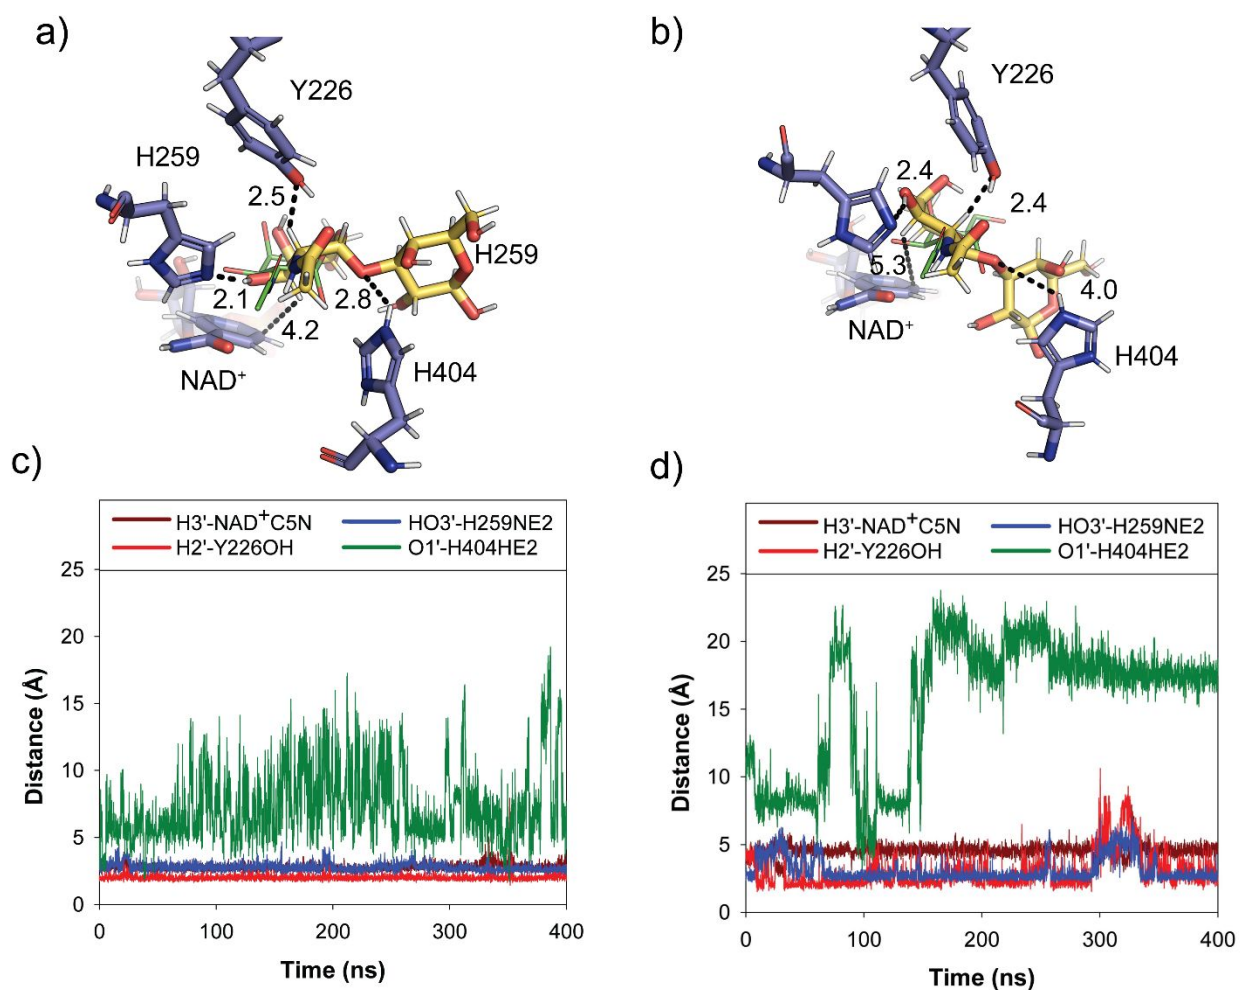 a)
Y226
H259
2.5
H259
2.1
2.8
4.2
NAD⁺
H404
b)
Y226
2.4
2.4
5.3
4.0
NAD⁺
H404
c)
H3'-NAD⁺C5N HO3'-H259NE2
H2'-Y226OH O1'-H404HE2
25
20
15
10
5
0
Distance (Å)
0 100 200 300 400
Time (ns)
d)
H3'-NAD⁺C5N HO3'-H259NE2
H2'-Y226OH O1'-H404HE2
25
20
15
10
5
0
Distance (Å)
0 100 200 300 400
Time (ns)